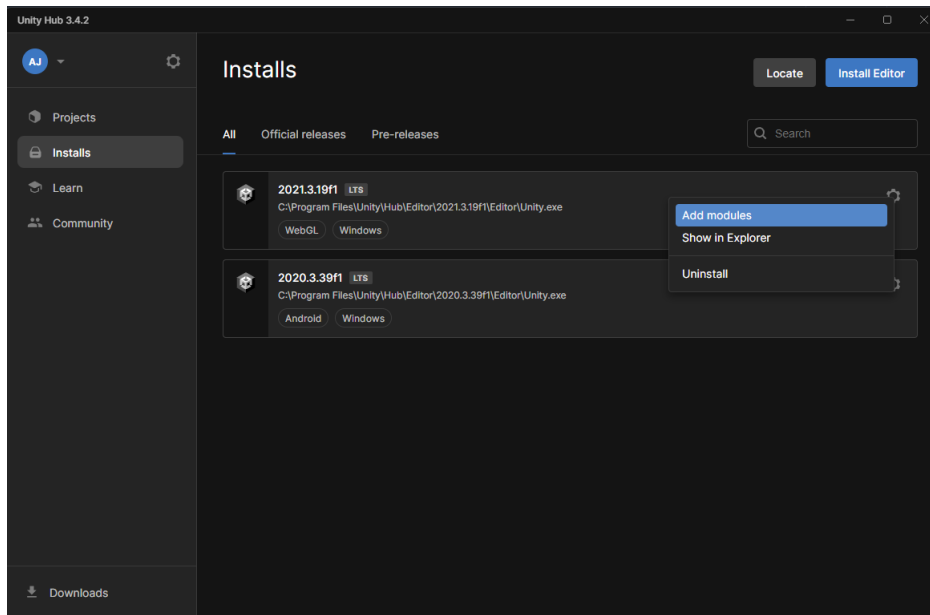 Unity Hub 3.4.2
AJ
Projects
Installs
Learn
Community
Downloads
Installs
Locate
Install Editor
All Official releases Pre-releases
Search
2021.3.19f1 LTS
C:\Program Files\Unity\Hub\Editor\2021.3.19f1\Editor\Unity.exe
WebGL Windows
Add modules
Show in Explorer
Uninstall
2020.3.39f1 LTS
C:\Program Files\Unity\Hub\Editor\2020.3.39f1\Editor\Unity.exe
Android Windows